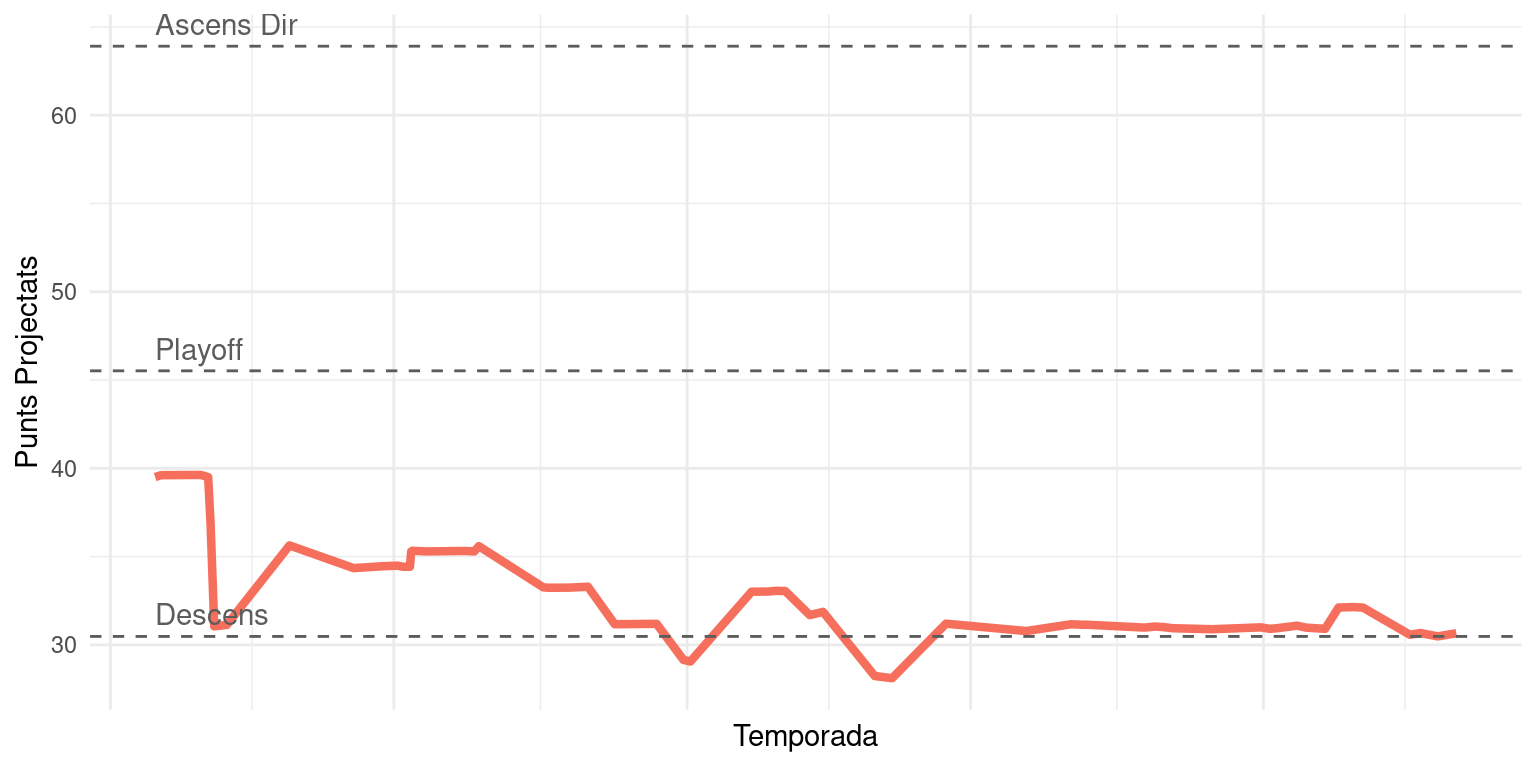 Ascens Dir
60
50
Playoff
40
Descens
30
Punts Projectats
Temporada